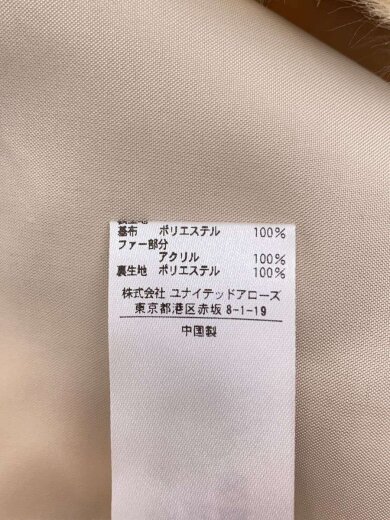 基布 ポリエステル 100%
ファー部分
アクリル 100%
裏生地 ポリエステル 100%
株式会社 ユナイテッドアローズ
東京都港区赤坂 8-1-19
中国製